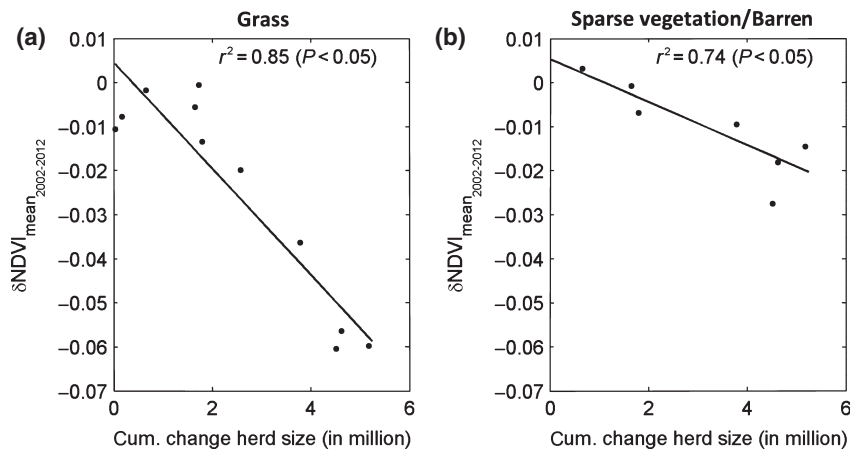 (a)
Grass
r² = 0.85 (P < 0.05)
0.01
0
−0.01
−0.02
−0.03
−0.04
−0.05
−0.06
−0.07
δNDVImean2002-2012
0 2 4 6
Cum. change herd size (in million)
(b)
Sparse vegetation/Barren
r² = 0.74 (P < 0.05)
0.01
0
−0.01
−0.02
−0.03
−0.04
−0.05
−0.06
−0.07
δNDVImean2002-2012
0 2 4 6
Cum. change herd size (in million)